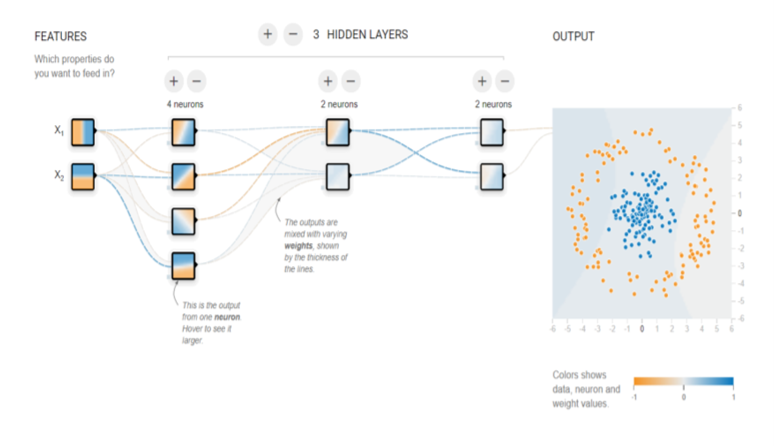 FEATURES
Which properties do
you want to feed in?
+ − 3 HIDDEN LAYERS
+ −
+ −
+ −
4 neurons
2 neurons
2 neurons
X1
X2
The outputs are
mixed with varying
weights, shown
by the thickness of
the lines.
This is the output
from one neuron.
Hover to see it
larger.
OUTPUT
6
5
4
3
2
1
0
-1
-2
-3
-4
-5
-6
-6 -5 -4 -3 -2 -1 0 1 2 3 4 5 6
Colors shows
data, neuron and
weight values.
-1 0 1